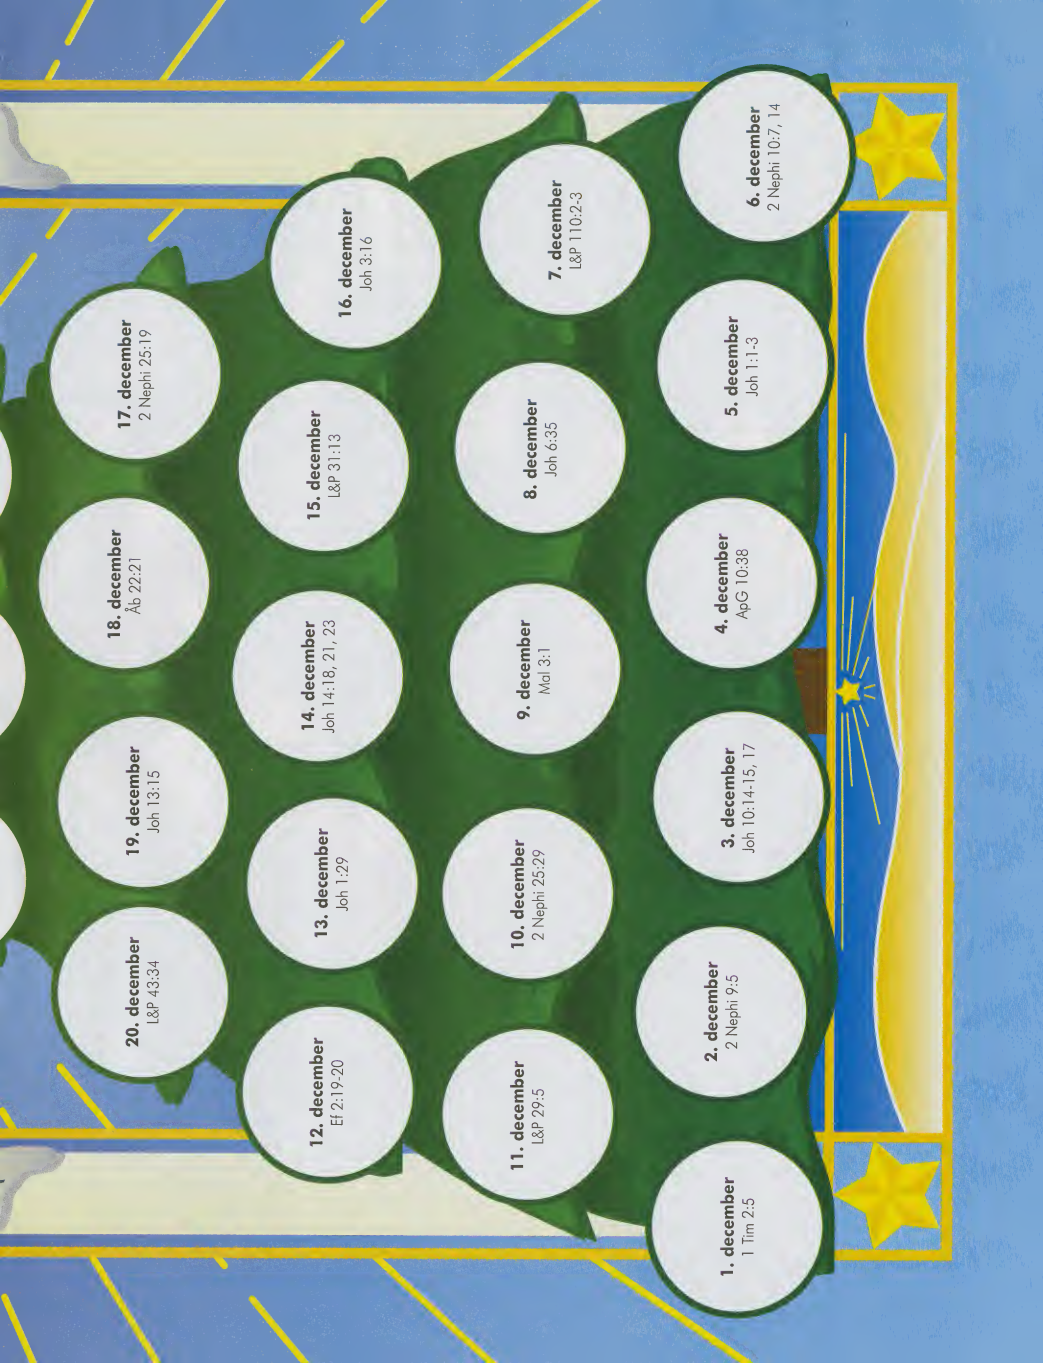 1. december
1 Tim 2:5
2. december
2 Nephi 9:5
3. december
Joh 10:14-15, 17
4. december
ApG 10:38
5. december
Joh 1:1-3
6. december
2 Nephi 10:7, 14
7. december
L&P 110:2-3
8. december
Joh 6:35
9. december
Mal 3:1
10. december
2 Nephi 25:29
11. december
L&P 29:5
12. december
Ef 2:19-20
13. december
Joh 1:29
14. december
Joh 14:18, 21, 23
15. december
L&P 31:13
16. december
Joh 3:16
17. december
2 Nephi 25:19
18. december
Åb 22:21
19. december
Joh 13:15
20. december
L&P 43:34